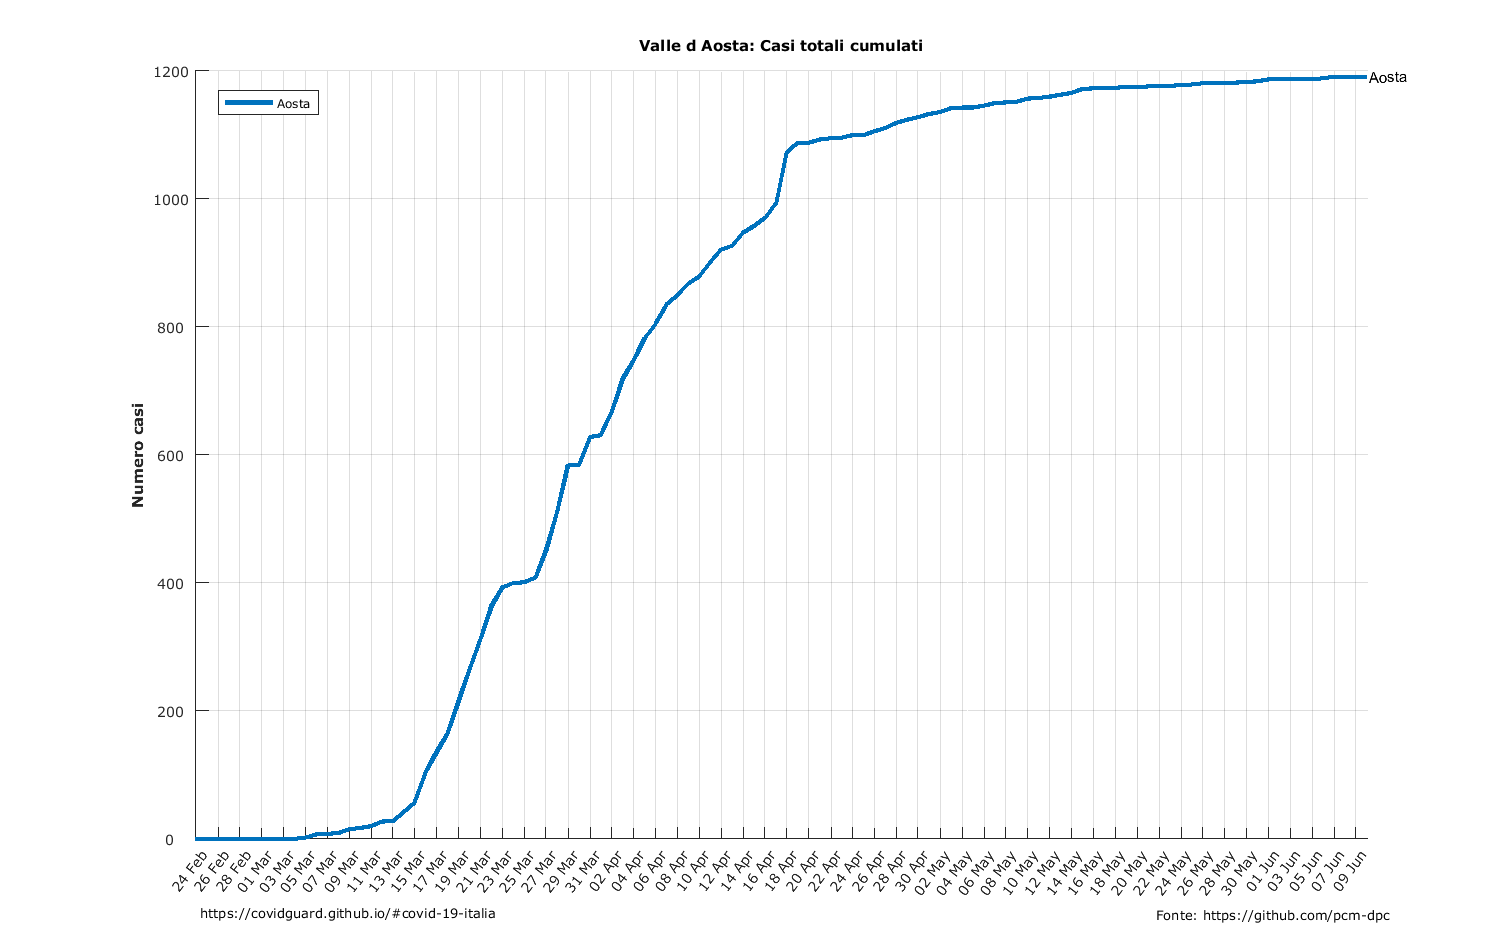 Valle d Aosta: Casi totali cumulati
1200
1000
800
600
400
200
0
Numero casi
Aosta
Aosta
24 Feb
26 Feb
28 Feb
01 Mar
03 Mar
05 Mar
07 Mar
09 Mar
11 Mar
13 Mar
15 Mar
17 Mar
19 Mar
21 Mar
23 Mar
25 Mar
27 Mar
29 Mar
31 Mar
02 Apr
04 Apr
06 Apr
08 Apr
10 Apr
12 Apr
14 Apr
16 Apr
18 Apr
20 Apr
22 Apr
24 Apr
26 Apr
28 Apr
30 Apr
02 May
04 May
06 May
08 May
10 May
12 May
14 May
16 May
18 May
20 May
22 May
24 May
26 May
28 May
30 May
01 Jun
03 Jun
05 Jun
07 Jun
09 Jun
https://covidguard.github.io/#covid-19-italia
Fonte: https://github.com/pcm-dpc